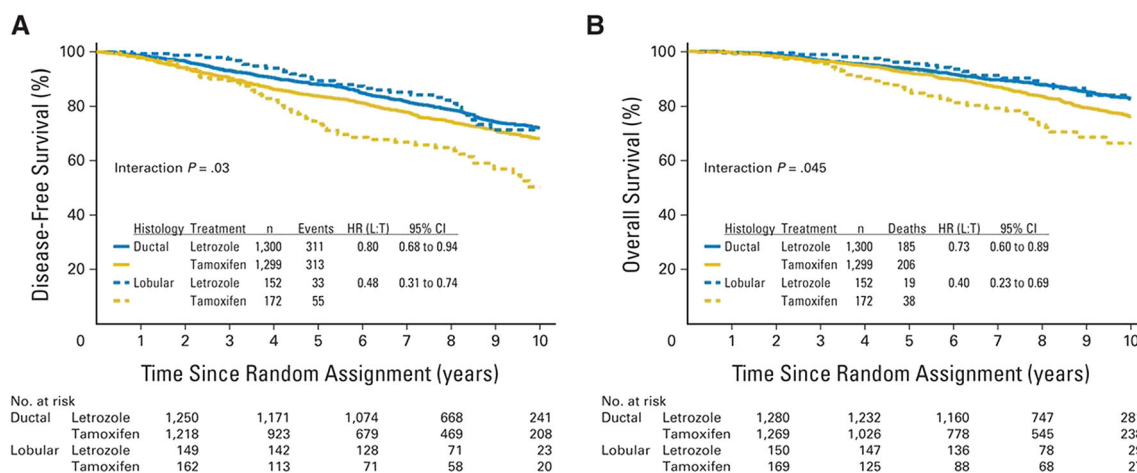 A
100
80
60
40
20
0
Disease-Free Survival (%)
Interaction P = .03
Histology Treatment n Events HR (L:T) 95% CI
Ductal Letrozole 1,300 311 0.80 0.68 to 0.94
Tamoxifen 1,299 313
Lobular Letrozole 152 33 0.48 0.31 to 0.74
Tamoxifen 172 55
1 2 3 4 5 6 7 8 9 10
Time Since Random Assignment (years)
No. at risk
Ductal Letrozole 1,250 1,171 1,074 668 241
Tamoxifen 1,218 923 679 469 208
Lobular Letrozole 149 142 128 71 23
Tamoxifen 162 113 71 58 20
B
100
80
60
40
20
0
Overall Survival (%)
Interaction P = .045
Histology Treatment n Deaths HR (L:T) 95% CI
Ductal Letrozole 1,300 185 0.73 0.60 to 0.89
Tamoxifen 1,299 206
Lobular Letrozole 152 19 0.40 0.23 to 0.69
Tamoxifen 172 38
1 2 3 4 5 6 7 8 9 10
Time Since Random Assignment (years)
No. at risk
Ductal Letrozole 1,280 1,232 1,160 747
Tamoxifen 1,269 1,026 778 545
Lobular Letrozole 150 147 136 78
Tamoxifen 169 125 88 68